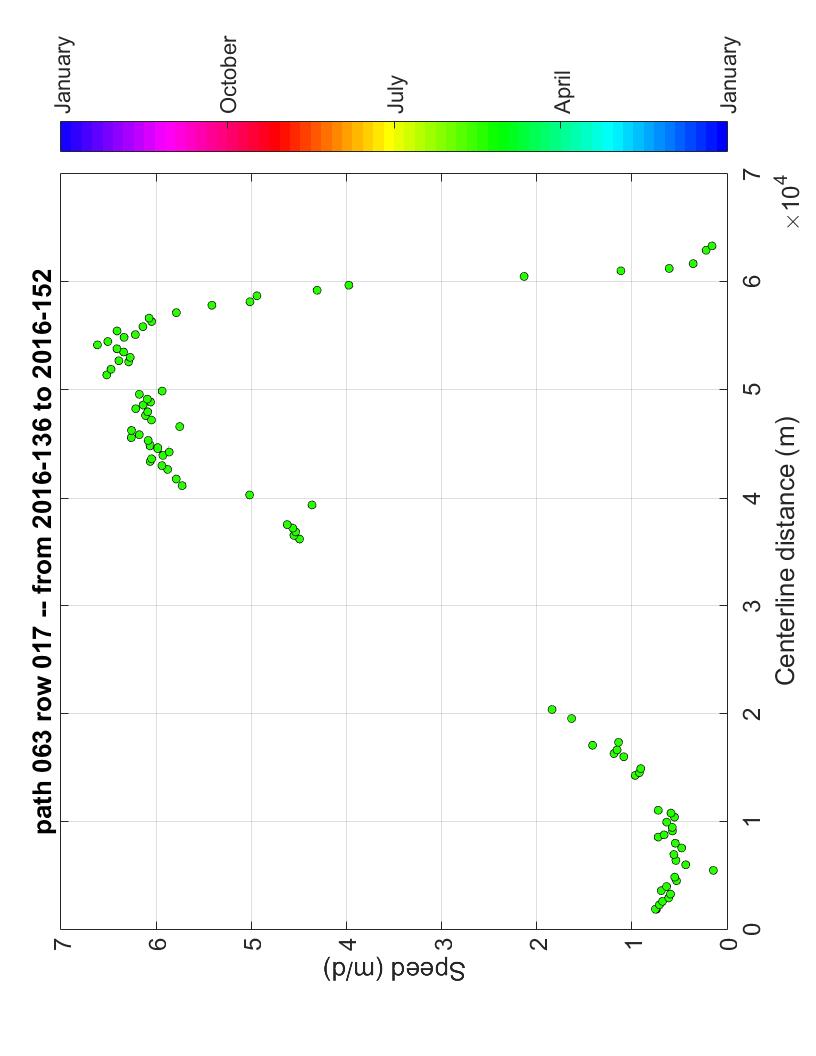 path 063 row 017 -- from 2016-136 to 2016-152
7
6
5
4
3
2
1
0
Speed (m/d)
0
1
2
3
4
5
6
7
×10^4
Centerline distance (m)
January
October
July
April
January